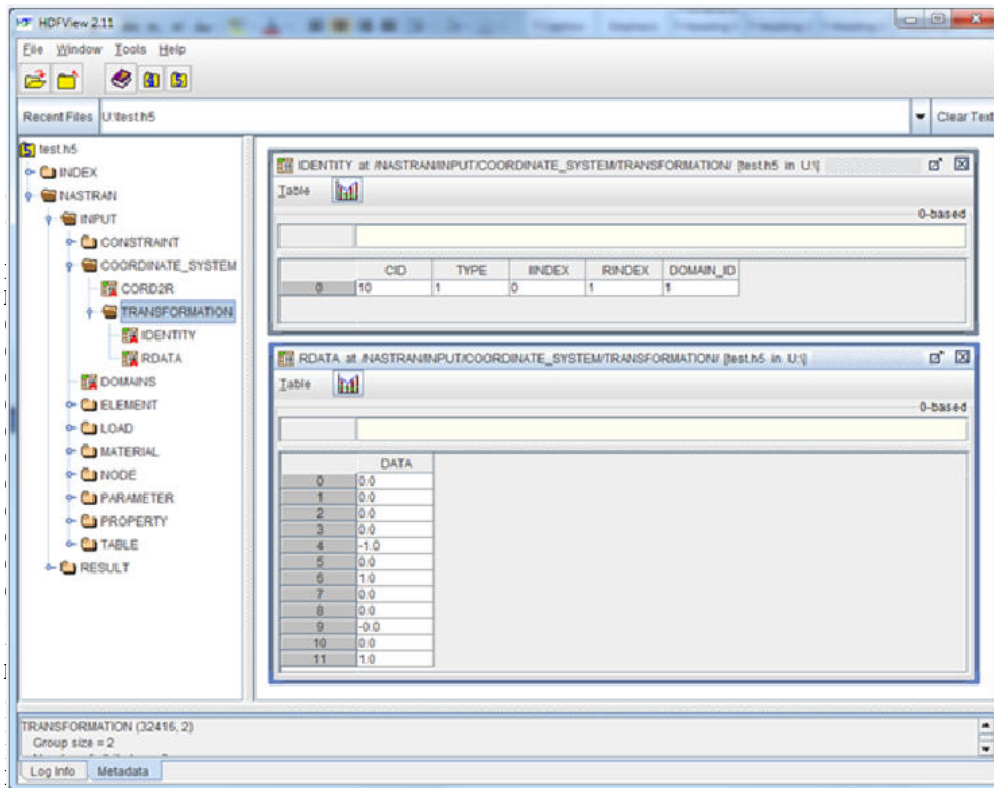 HDFView 2.11
File Window Tools Help
Recent Files U:\test.h5 Clear Text
test.h5
INDEX
NASTRAN
INPUT
CONSTRAINT
COORDINATE_SYSTEM
CORD2R
TRANSFORMATION
IDENTITY
RDATA
DOMAINS
ELEMENT
LOAD
MATERIAL
NODE
PARAMETER
PROPERTY
TABLE
RESULT
IDENTITY at /NASTRAN/INPUT/COORDINATE_SYSTEM/TRANSFORMATION/ [test.h5 in U:\]
Table
0-based
CID TYPE IINDEX RINDEX DOMAIN_ID
0 10 1 0 1 1
RDATA at /NASTRAN/INPUT/COORDINATE_SYSTEM/TRANSFORMATION/ [test.h5 in U:\]
Table
0-based
DATA
0 0.0
1 0.0
2 0.0
3 0.0
4 -1.0
5 0.0
6 1.0
7 0.0
8 0.0
9 -0.0
10 0.0
11 1.0
TRANSFORMATION (32416, 2)
Group size = 2
Log Info Metadata